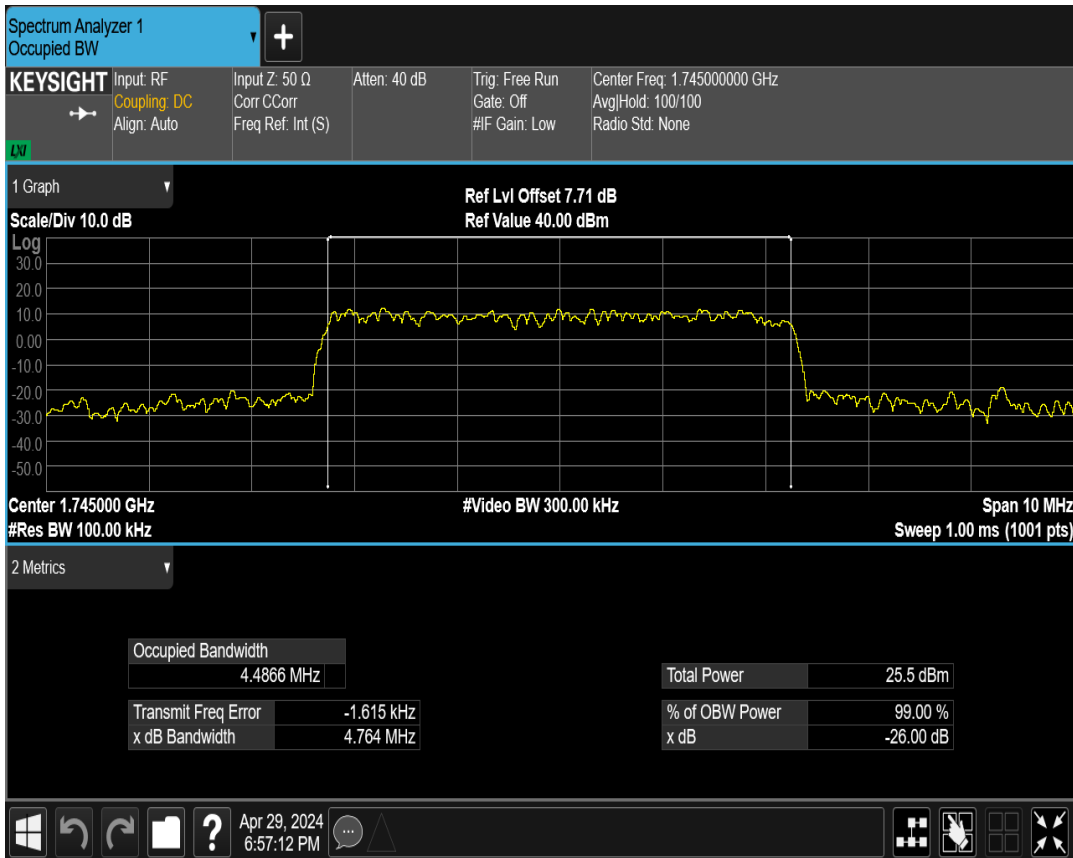 Spectrum Analyzer 1
Occupied BW
+
KEYSIGHT
LXI
Input: RF
Coupling: DC
Align: Auto
Input Z: 50 Ω
Corr CCorr
Freq Ref: Int (S)
Atten: 40 dB
Trig: Free Run
Gate: Off
#IF Gain: Low
Center Freq: 1.745000000 GHz
Avg|Hold: 100/100
Radio Std: None
1 Graph
Scale/Div 10.0 dB
Ref Lvl Offset 7.71 dB
Ref Value 40.00 dBm
Log
30.0
20.0
10.0
0.00
-10.0
-20.0
-30.0
-40.0
-50.0
Center 1.745000 GHz
#Video BW 300.00 kHz
Span 10 MHz
#Res BW 100.00 kHz
Sweep 1.00 ms (1001 pts)
2 Metrics
Occupied Bandwidth
4.4866 MHz
Total Power 25.5 dBm
Transmit Freq Error -1.615 kHz
% of OBW Power 99.00 %
x dB Bandwidth 4.764 MHz
x dB -26.00 dB
?
Apr 29, 2024
6:57:12 PM